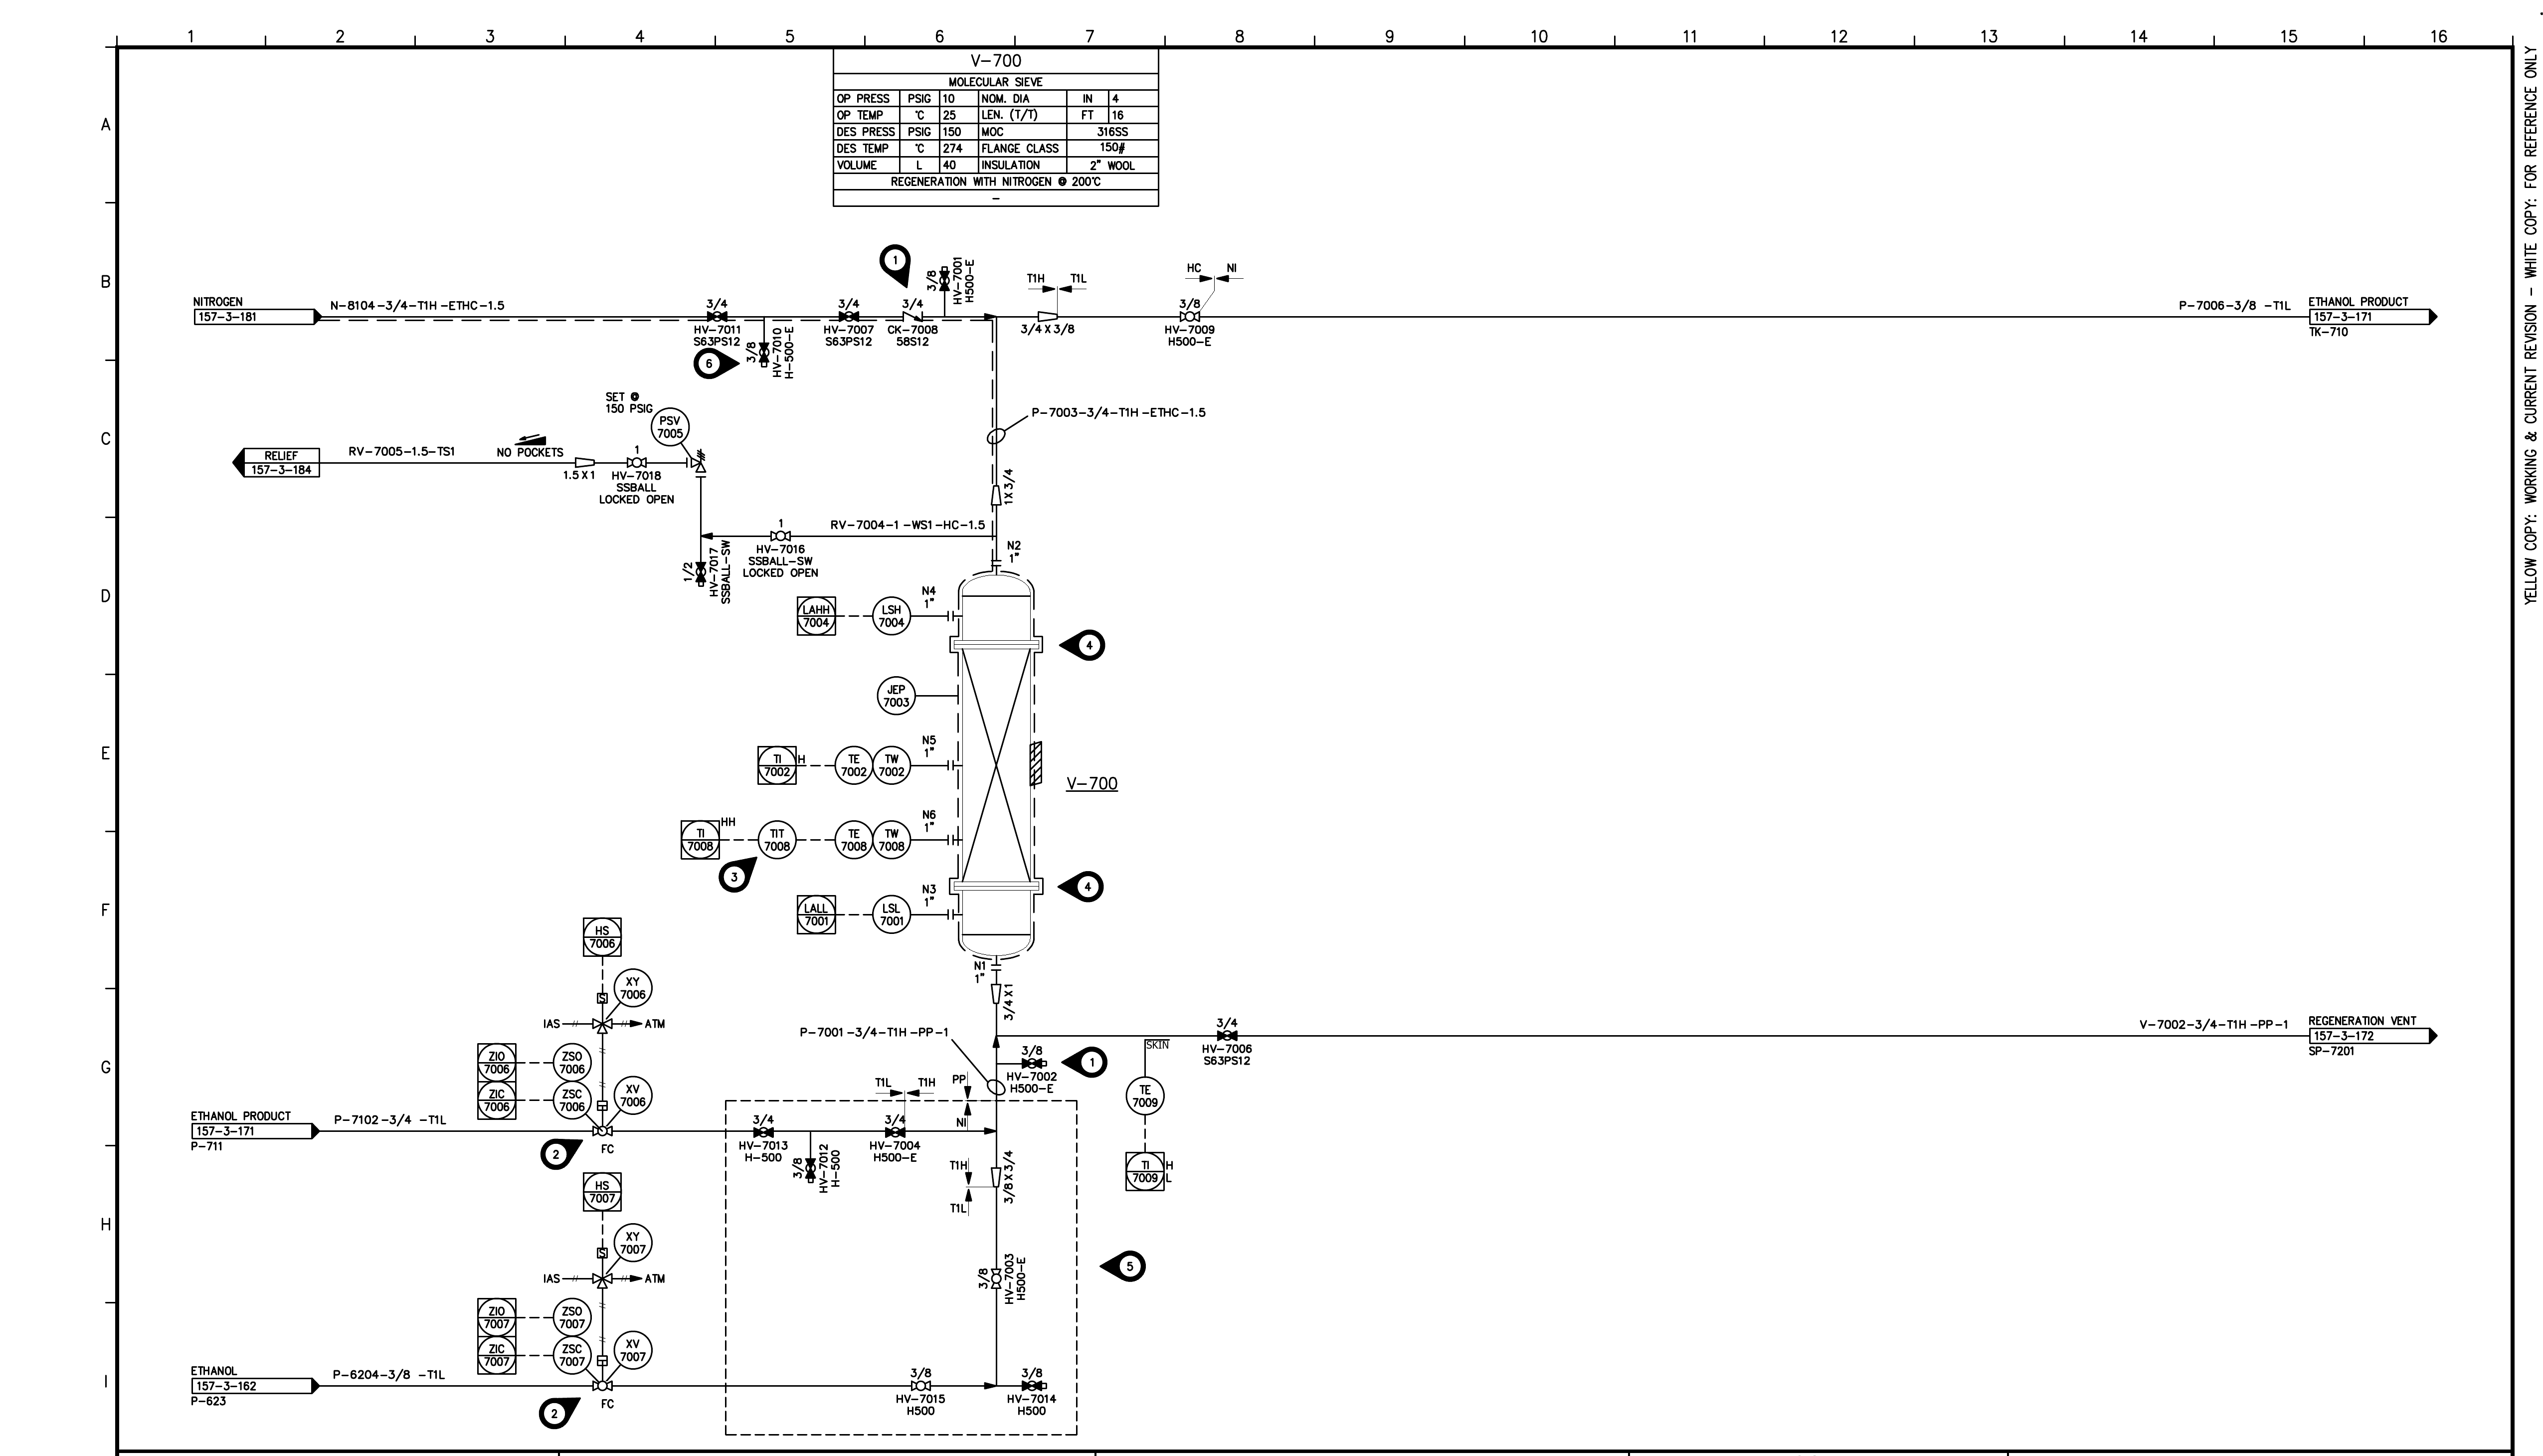 1 2 3 4 5 6 7 8 9 10 11 12 13 14 15 16
YELLOW COPY: WORKING & CURRENT REVISION - WHITE COPY: FOR REFERENCE ONLY
A
B
C
D
E
F
G
H
I
V-700
MOLECULAR SIEVE
OP PRESS PSIG 10 NOM. DIA IN 4
OP TEMP °C 25 LEN. (T/T) FT 16
DES PRESS PSIG 150 MOC 316SS
DES TEMP °C 274 FLANGE CLASS 150#
VOLUME L 40 INSULATION 2" WOOL
REGENERATION WITH NITROGEN @ 200°C
-
NITROGEN
157-3-181
N-8104-3/4-T1H-ETHC-1.5
3/4
HV-7011
S63PS12
3/8
HV-7010
H-500-E
6
3/4
HV-7007
S63PS12
1
3/4
CK-7008
58S12
3/8
HV-7001
H500-E
T1H T1L
3/4 X 3/8
HC NI
3/8
HV-7009
H500-E
P-7006-3/8 -T1L
ETHANOL PRODUCT
157-3-171
TK-710
P-7003-3/4-T1H-ETHC-1.5
SET @
150 PSIG
PSV
7005
RELIEF
157-3-184
RV-7005-1.5-TS1
NO POCKETS
1.5 X 1
1
HV-7018
SSBALL
LOCKED OPEN
1 X 3/4
1
HV-7016
SSBALL-SW
LOCKED OPEN
RV-7004-1 -WS1-HC-1.5
1/2
HV-7017
SSBALL-SW
N2
1"
LAHH
7004
LSH
7004
N4
1"
4
JEP
7003
TI
7002
H
TE
7002
TW
7002
N5
1"
V-700
TI
7008
HH
TIT
7008
TE
7008
TW
7008
N6
1"
3
4
LALL
7001
LSL
7001
N3
1"
N1
1"
3/4 X 1
HS
7006
S
XY
7006
IAS
ATM
ZIO
7006
ZSO
7006
ZIC
7006
ZSC
7006
XV
7006
P-7001-3/4-T1H-PP-1
3/8
HV-7002
H500-E
1
3/4
HV-7006
S63PS12
V-7002-3/4-T1H-PP-1
REGENERATION VENT
157-3-172
SP-7201
SKIN
TE
7009
TI
7009
H
L
ETHANOL PRODUCT
157-3-171
P-711
P-7102-3/4 -T1L
2
FC
3/4
HV-7013
H-500
3/8
HV-7012
H-500
T1L T1H
3/4
HV-7004
H500-E
PP
NI
T1H
T1L
3/8 X 3/4
HS
7007
S
XY
7007
IAS
ATM
ZIO
7007
ZSO
7007
ZIC
7007
ZSC
7007
XV
7007
3/8
HV-7003
H500-E
5
ETHANOL
157-3-162
P-623
P-6204-3/8 -T1L
2
FC
3/8
HV-7015
H500
3/8
HV-7014
H500